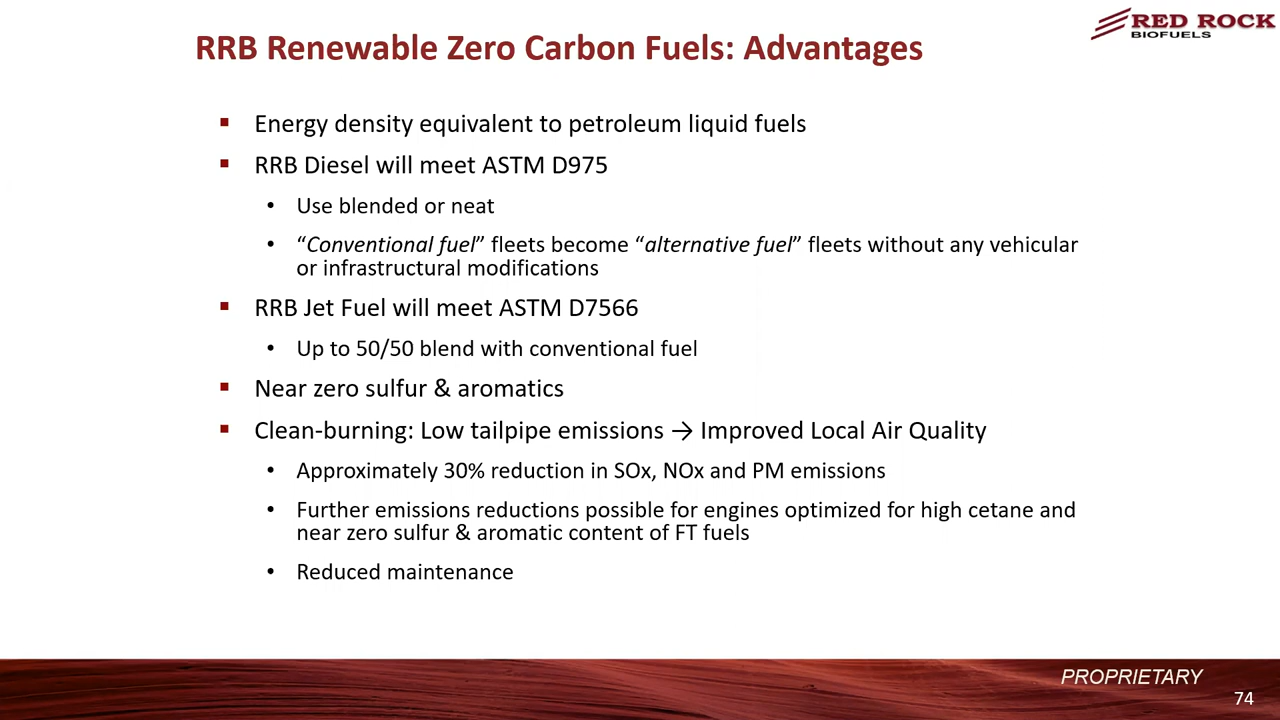 RED ROCK
BIOFUELS
RRB Renewable Zero Carbon Fuels: Advantages
▪ Energy density equivalent to petroleum liquid fuels
▪ RRB Diesel will meet ASTM D975
• Use blended or neat
• “Conventional fuel” fleets become “alternative fuel” fleets without any vehicular
or infrastructural modifications
▪ RRB Jet Fuel will meet ASTM D7566
• Up to 50/50 blend with conventional fuel
▪ Near zero sulfur & aromatics
▪ Clean-burning: Low tailpipe emissions → Improved Local Air Quality
• Approximately 30% reduction in SOx, NOx and PM emissions
• Further emissions reductions possible for engines optimized for high cetane and
near zero sulfur & aromatic content of FT fuels
• Reduced maintenance
PROPRIETARY
74